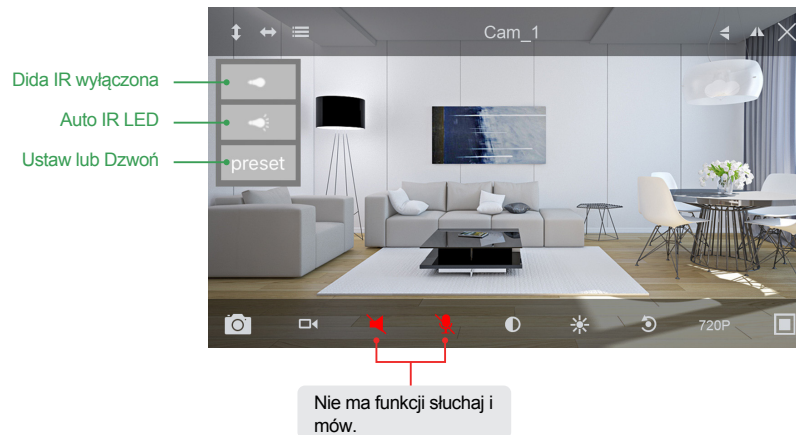 Cam_1
Dida IR wyłączona
Auto IR LED
Ustaw lub Dzwoń
preset
720P
Nie ma funkcji słuchaj i
mów.